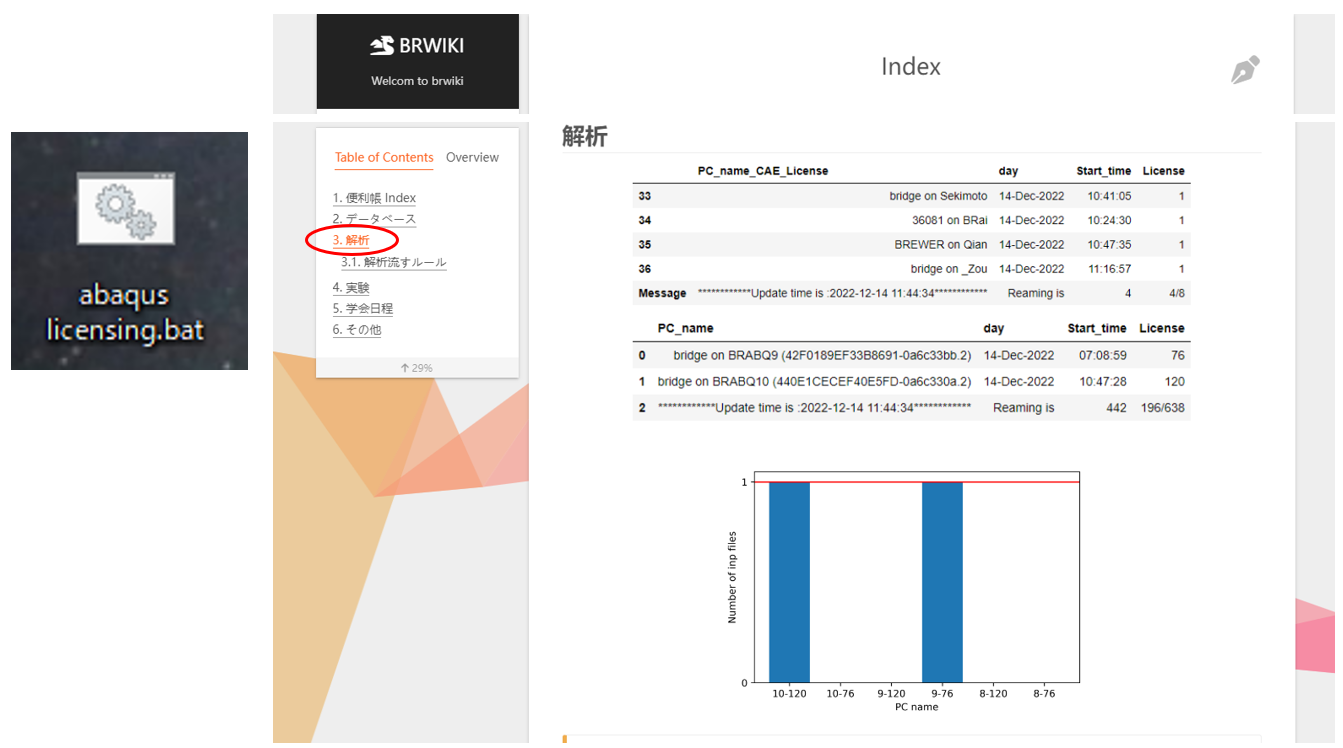 abaqus
licensing.bat
BRWIKI
Welcom to brwiki
Table of Contents Overview
1. 便利帳 Index
2. データベース
3. 解析
3.1. 解析流すルール
4. 実験
5. 学会日程
6. その他
↑ 29%
Index
解析
PC_name_CAE_License day Start_time License
33 bridge on Sekimoto 14-Dec-2022 10:41:05 1
34 36081 on BRai 14-Dec-2022 10:24:30 1
35 BREWER on Qian 14-Dec-2022 10:47:35 1
36 bridge on _Zou 14-Dec-2022 11:16:57 1
Message ************Update time is :2022-12-14 11:44:34************ Reaming is 4 4/8
PC_name day Start_time License
0 bridge on BRABQ9 (42F0189EF33B8691-0a6c33bb.2) 14-Dec-2022 07:08:59 76
1 bridge on BRABQ10 (440E1CECEF40E5FD-0a6c330a.2) 14-Dec-2022 10:47:28 120
2 ************Update time is :2022-12-14 11:44:34************ Reaming is 442 196/638
Number of inp files
1
0
10-120 10-76 9-120 9-76 8-120 8-76
PC name